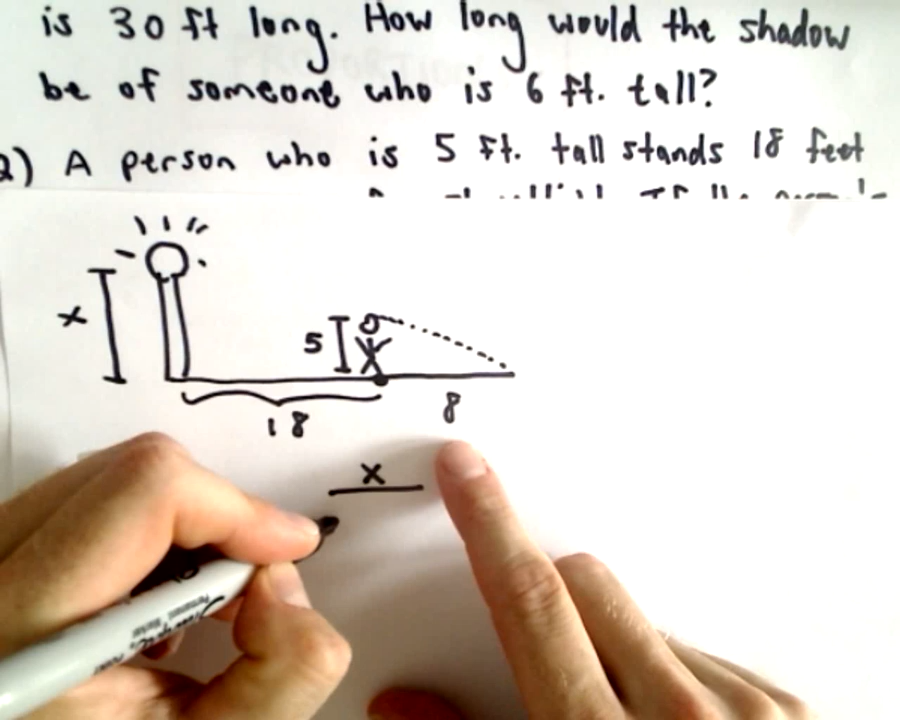 is 30 ft long. How long would the shadow
be of someone who is 6 ft. tall?
2) A person who is 5 ft. tall stands 18 feet
x
5
8
18
x